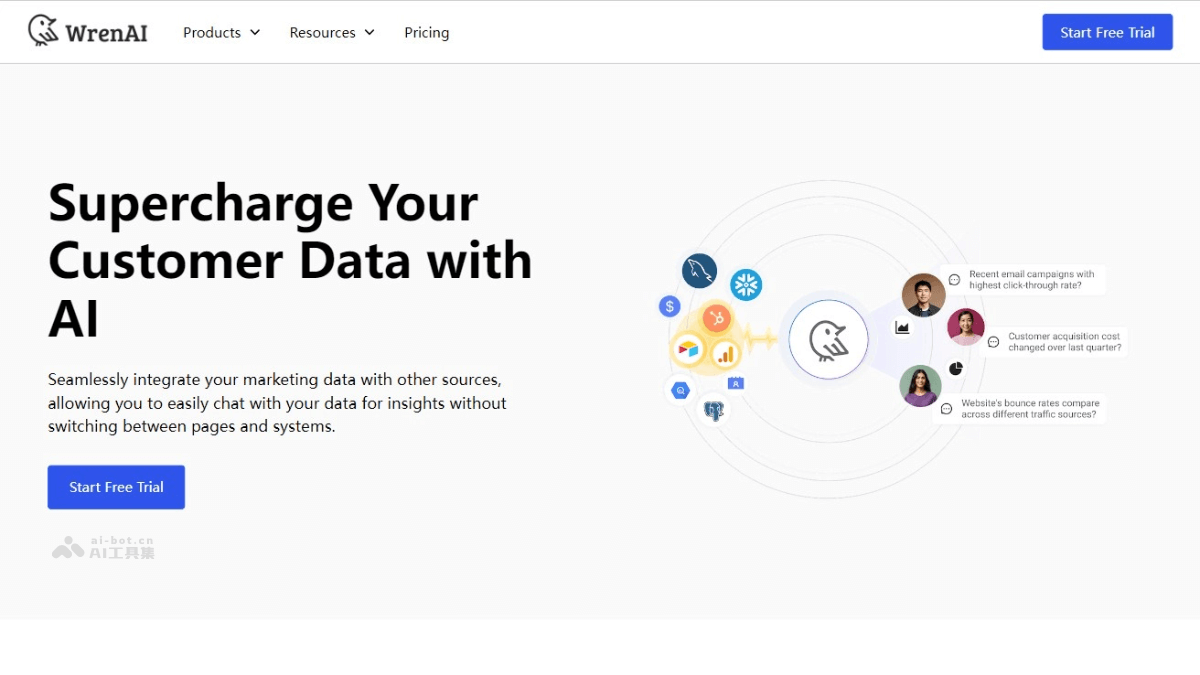 WrenAI
Products
Resources
Pricing
Start Free Trial
Supercharge Your
Customer Data with
AI
Seamlessly integrate your marketing data with other sources,
allowing you to easily chat with your data for insights without
switching between pages and systems.
Start Free Trial
ai-bot.cn
AI工具集
$
Recent email campaigns with
highest click-through rate?
Customer acquisition cost
changed over last quarter?
Website's bounce rates compare
across different traffic sources?